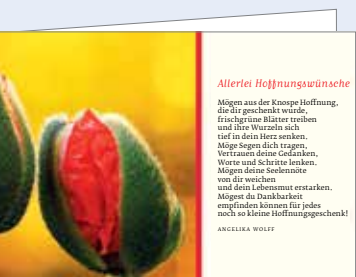 Allerlei Hoffnungswünsche
Mögen aus der Knospe Hoffnung,
die dir geschenkt wurde,
frischgrüne Blätter treiben
und ihre Wurzeln sich
tief in dein Herz senken.
Möge Segen dich tragen,
Vertrauen deine Gedanken,
Worte und Schritte lenken.
Mögen deine Seelennöte
von dir weichen
und dein Lebensmut erstarken.
Mögest du Dankbarkeit
empfinden können für jedes
noch so kleine Hoffnungsgeschenk!
ANGELIKA WOLFF